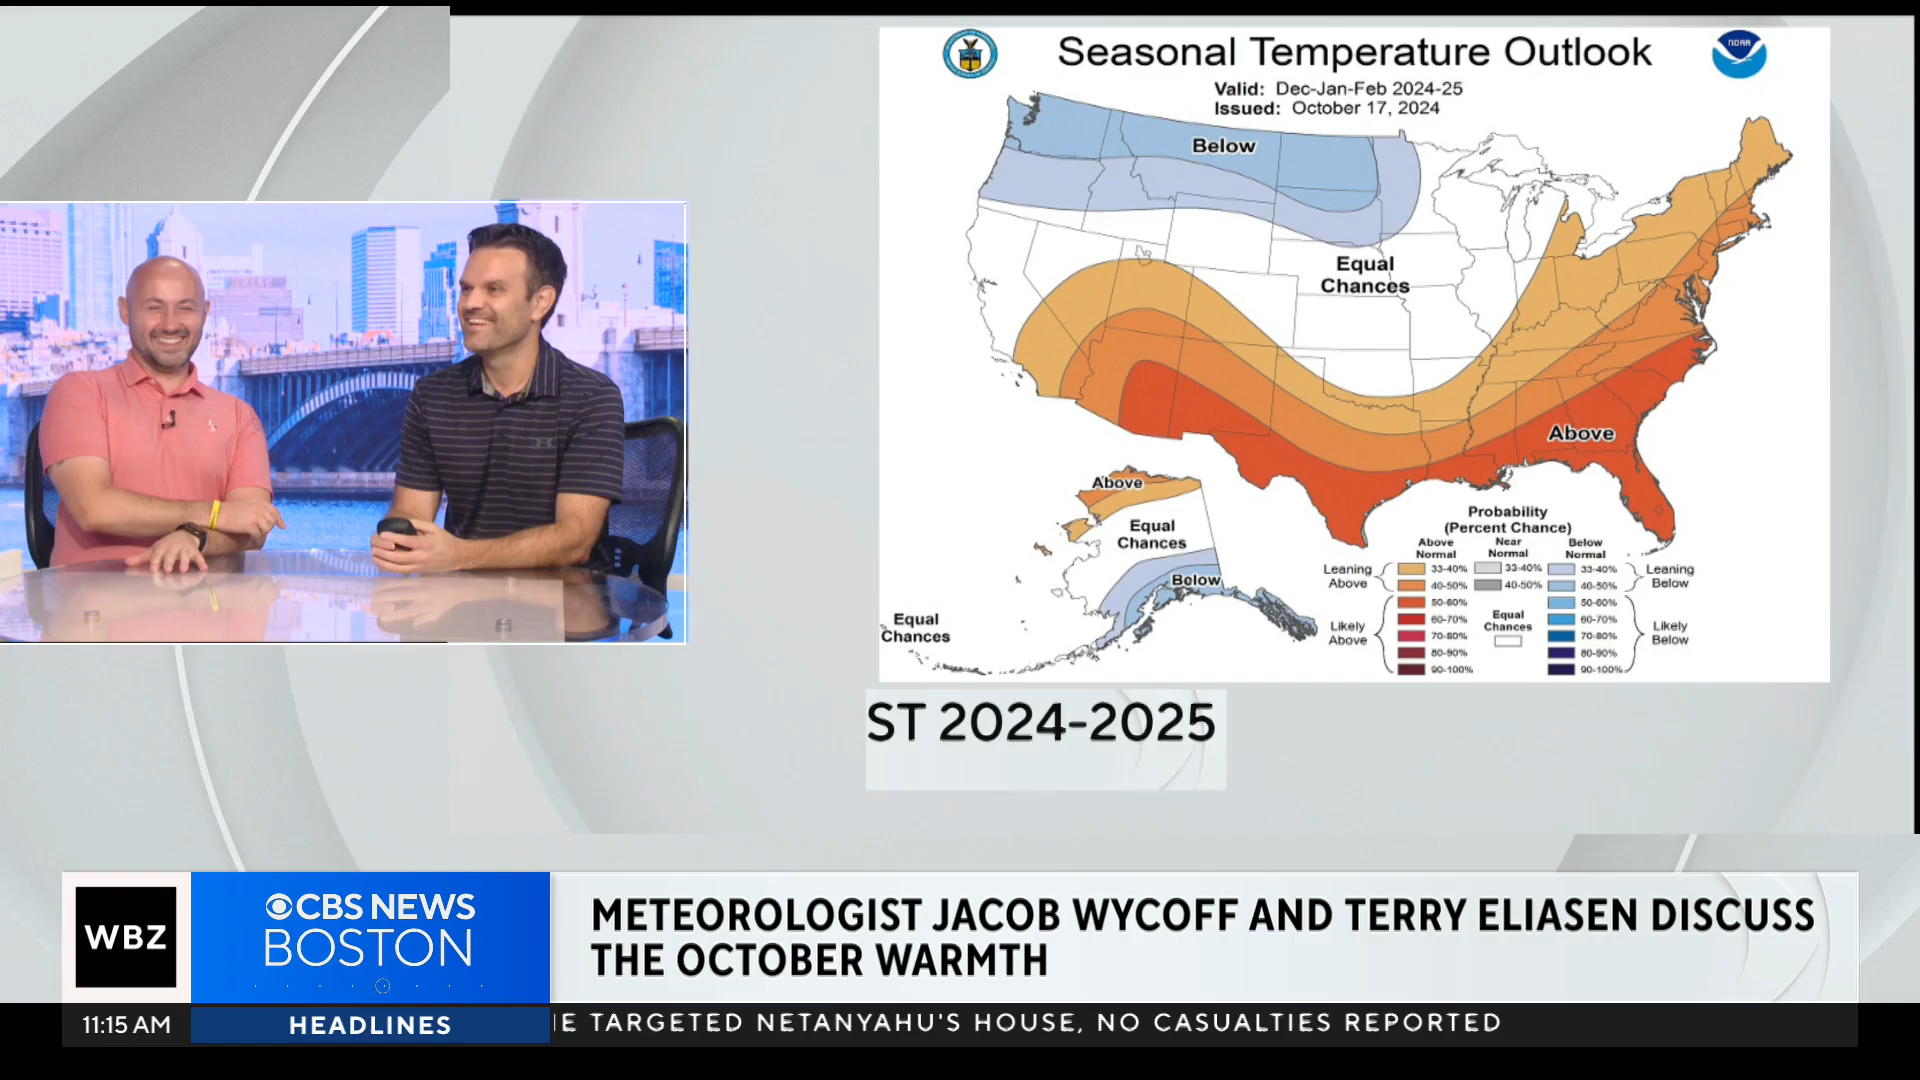 Seasonal Temperature Outlook
NOAA
Valid: Dec-Jan-Feb 2024-25
Issued: October 17, 2024
Below
Equal
Chances
Above
Above
Equal
Chances
Below
Equal
Chances
Probability
(Percent Chance)
Above Normal
Near Normal
Below Normal
Leaning Above
33-40%
33-40%
33-40%
Leaning Below
40-50%
40-50%
40-50%
Likely Above
50-60%
60-70%
70-80%
80-90%
90-100%
Equal Chances
50-60%
60-70%
70-80%
80-90%
90-100%
Likely Below
ST 2024-2025
WBZ
CBS NEWS
BOSTON
METEOROLOGIST JACOB WYCOFF AND TERRY ELIASEN DISCUSS
THE OCTOBER WARMTH
11:15 AM
HEADLINES
TARGETED NETANYAHU'S HOUSE, NO CASUALTIES REPORTED